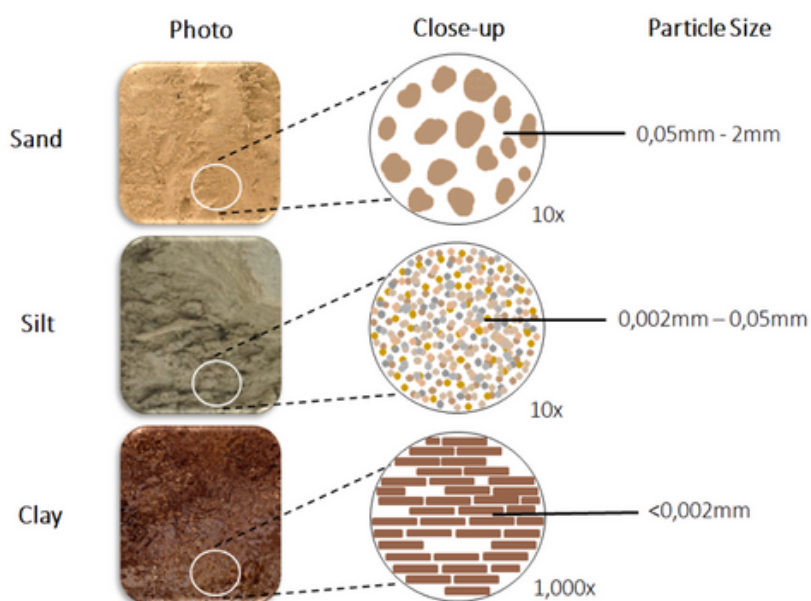 Photo Close-up Particle Size
Sand
0,05mm - 2mm
10x
Silt
0,002mm – 0,05mm
10x
Clay
<0,002mm
1,000x